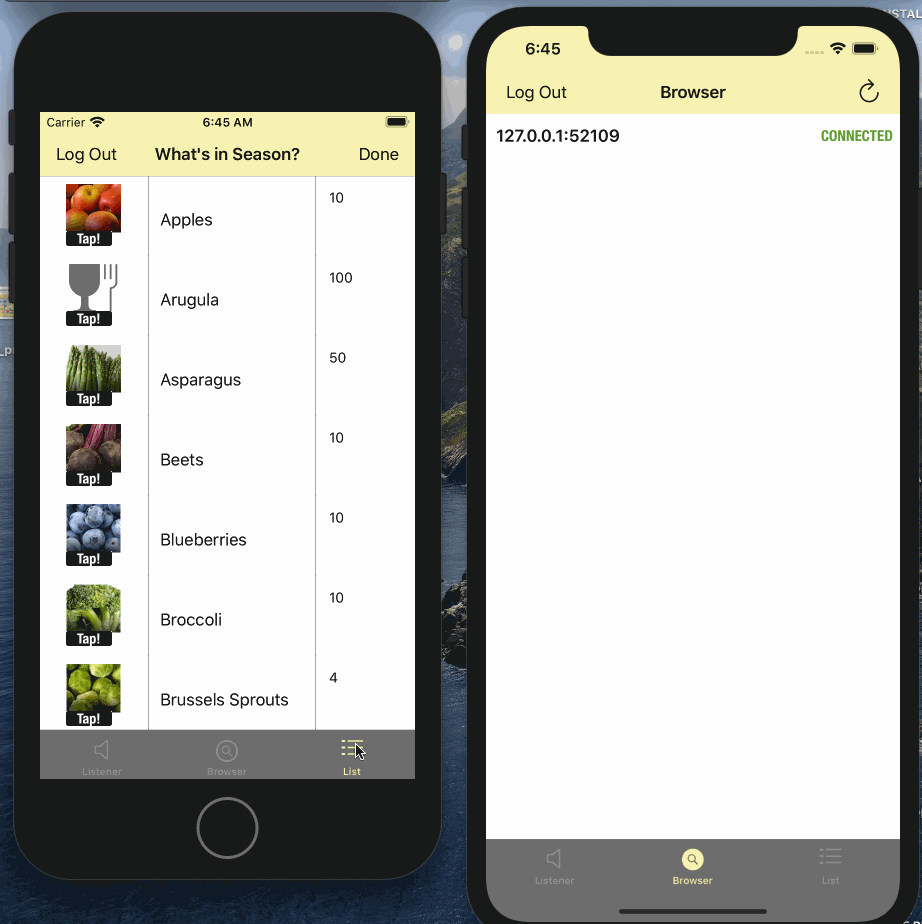 Carrier 6:45 AM
Log Out What's in Season? Done
Apples 10
Tap!
Arugula 100
Tap!
Asparagus 50
Tap!
Beets 10
Tap!
Blueberries 10
Tap!
Broccoli 10
Tap!
Brussels Sprouts 4
Tap!
Listener Browser List
6:45
Log Out Browser
127.0.0.1:52109 CONNECTED
Listener Browser List